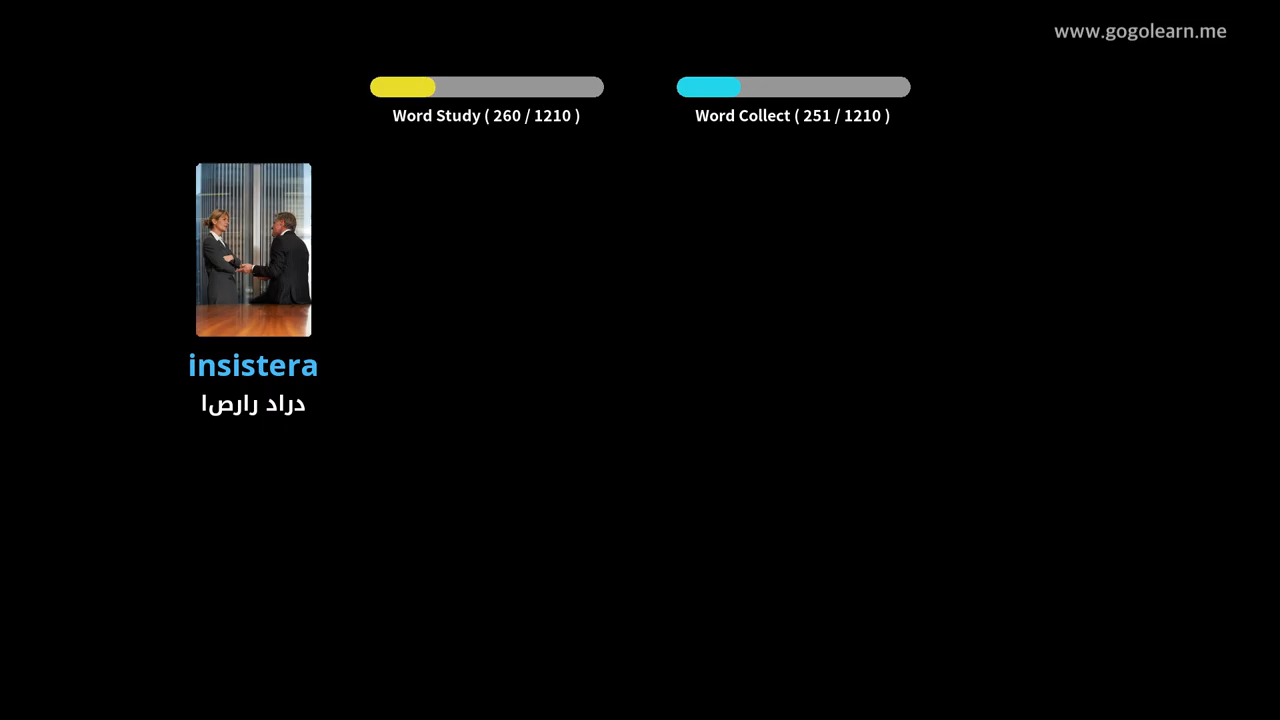 www.gogolearn.me
Word Study ( 260 / 1210 )
Word Collect ( 251 / 1210 )
insistera
دراد رارصا